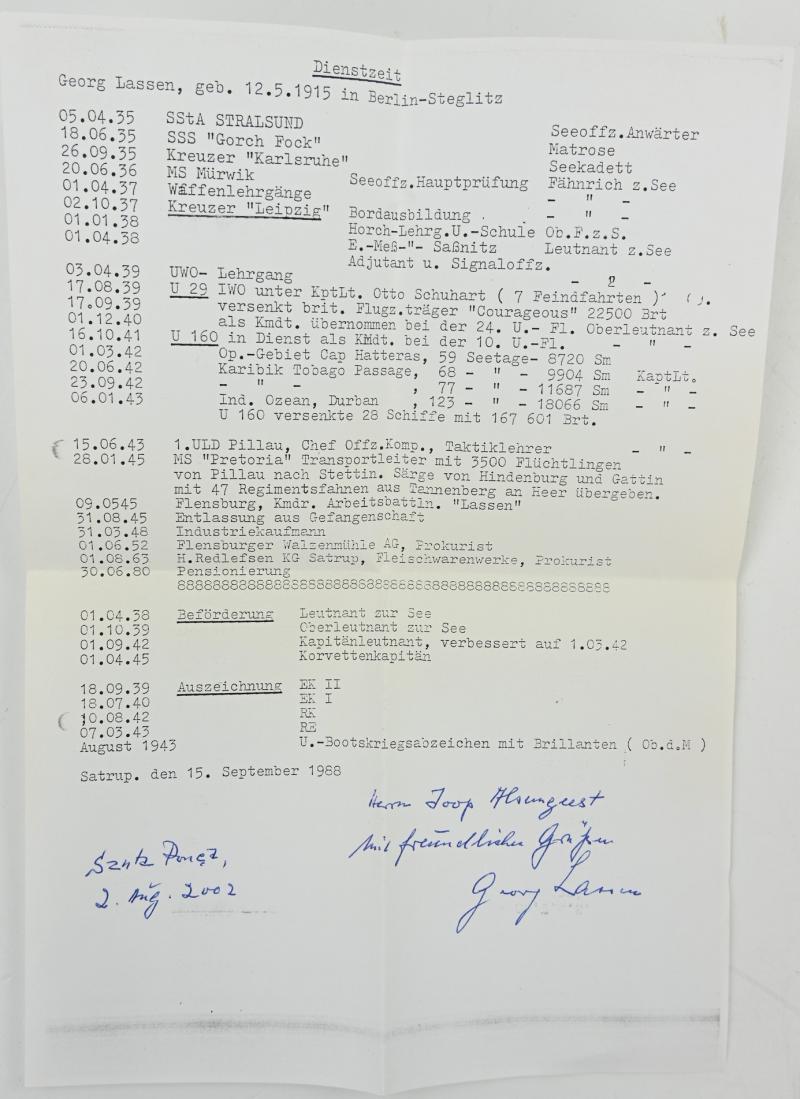 Dienstzeit
Georg Lassen, geb. 12.5.1915 in Berlin-Steglitz
05.04.35 SStA STRALSUND Seeoffz.Anwärter
18.06.35 SSS "Gorch Fock" Matrose
26.09.35 Kreuzer "Karlsruhe" Seekadett
20.06.36 MS Mürwik Seeoffz.Hauptprüfung Fähnrich z.See
01.04.37 Waffenlehrgänge - " -
02.10.37 Kreuzer "Leipzig" Bordausbildung . - " -
01.01.38 Horch-Lehrg.U.-Schule Ob.F.z.S.
01.04.38 E.-Meß-"- Saßnitz Leutnant z.See
Adjutant u. Signaloffz.
03.04.39 UWO- Lehrgang - " -
17.08.39 U 29 IWO unter KptLt. Otto Schuhart ( 7 Feindfahrten )
17.09.39 versenkt brit. Flugz.träger "Courageous" 22500 Brt
01.12.40 als Kmdt. übernommen bei der 24. U.- Fl. Oberleutnant z. See
16.10.41 U 160 in Dienst als KMdt. bei der 10. U.-Fl. - " -
01.03.42 Op.-Gebiet Cap Hatteras, 59 Seetage- 8720 Sm
20.06.42 Karibik Tobago Passage, 68 - " - 9904 Sm KaptLt.
23.09.42 - " - , 77 - " - 11687 Sm - " -
06.01.43 Ind. Ozean, Durban , 123 - " - 18066 Sm - " -
U 160 versenkte 28 Schiffe mit 167 601 Brt.
15.06.43 1.ULD Pillau, Chef Offz.Komp., Taktiklehrer - " -
28.01.45 MS "Pretoria" Transportleiter mit 3500 Flüchtlingen
von Pillau nach Stettin. Särge von Hindenburg und Gattin
mit 47 Regimentsfahnen aus Tannenberg an Heer übergeben.
09.0545 Flensburg, Kmdr. Arbeitsbattln. "Lassen"
31.08.45 Entlassung aus Gefangenschaft
31.03.48 Industriekaufmann
01.06.52 Flensburger Walzenmühle AG, Prokurist
01.08.63 H.Redlefsen KG Satrup, Fleischwarenwerke, Prokurist
30.06.80 Pensionierung
8888888888888888888888888888888888888888888888888888888
01.04.38 Beförderung Leutnant zur See
01.10.39 Oberleutnant zur See
01.09.42 Kapitänleutnant, verbessert auf 1.03.42
01.04.45 Korvettenkapitän
18.09.39 Auszeichnung EK II
18.07.40 EK I
10.08.42 RK
07.03.43 RE
August 1943 U.-Bootskriegsabzeichen mit Brillanten ( Ob.d.M )
Satrup. den 15. September 1988
Herrn Joop
Mit freundlichen Grüßen
Santa Ponça,
2. Aug. 2002
Georg Lassen